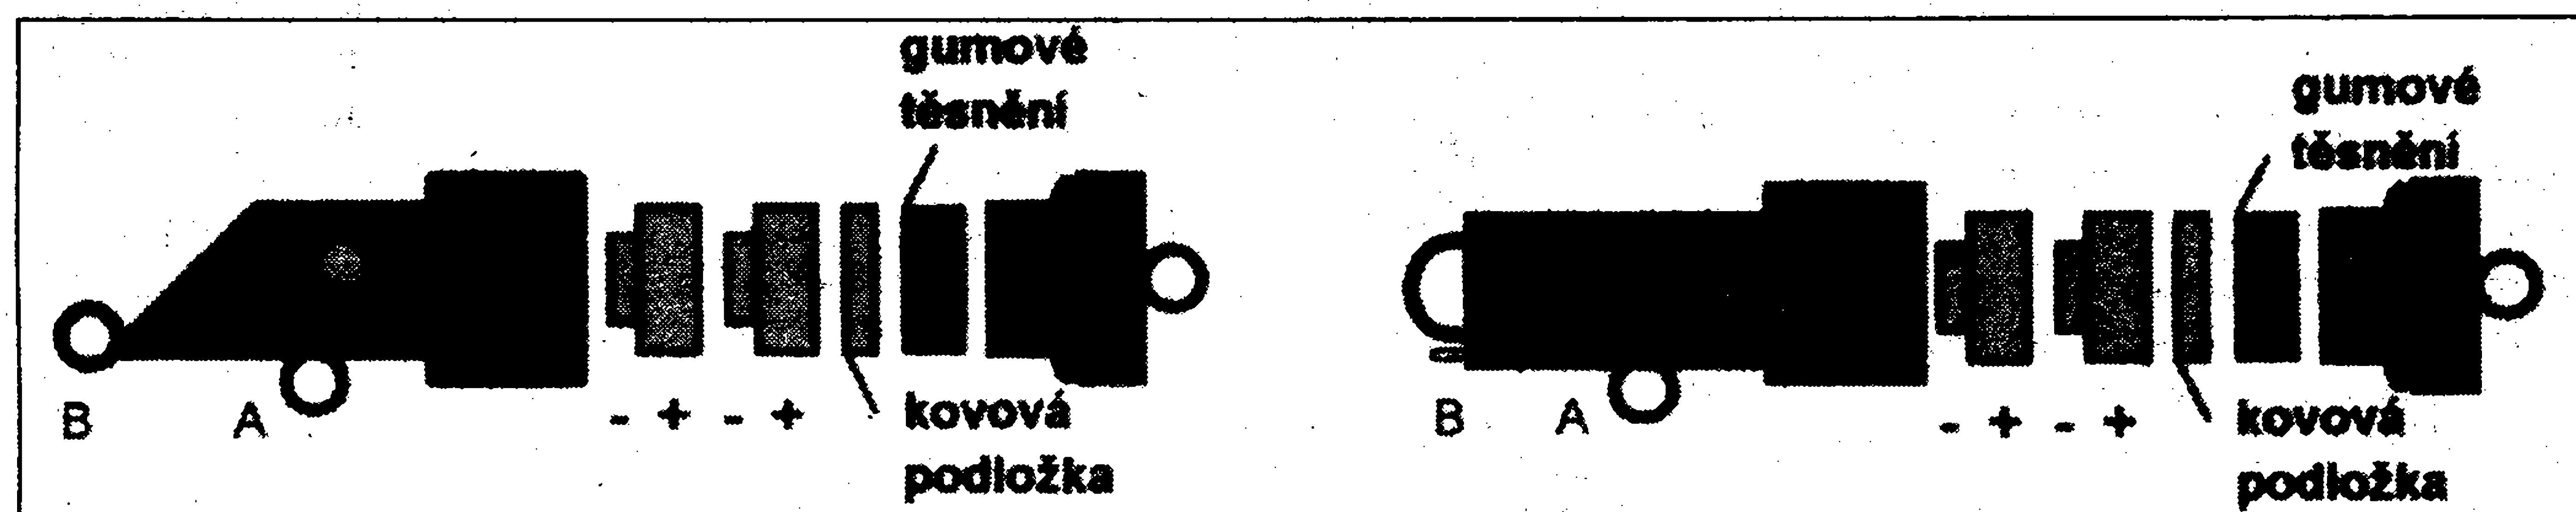 gumové
těsnění
B A - + - + kovová
podložka
gumové
těsnění
B A - + - + kovová
podložka